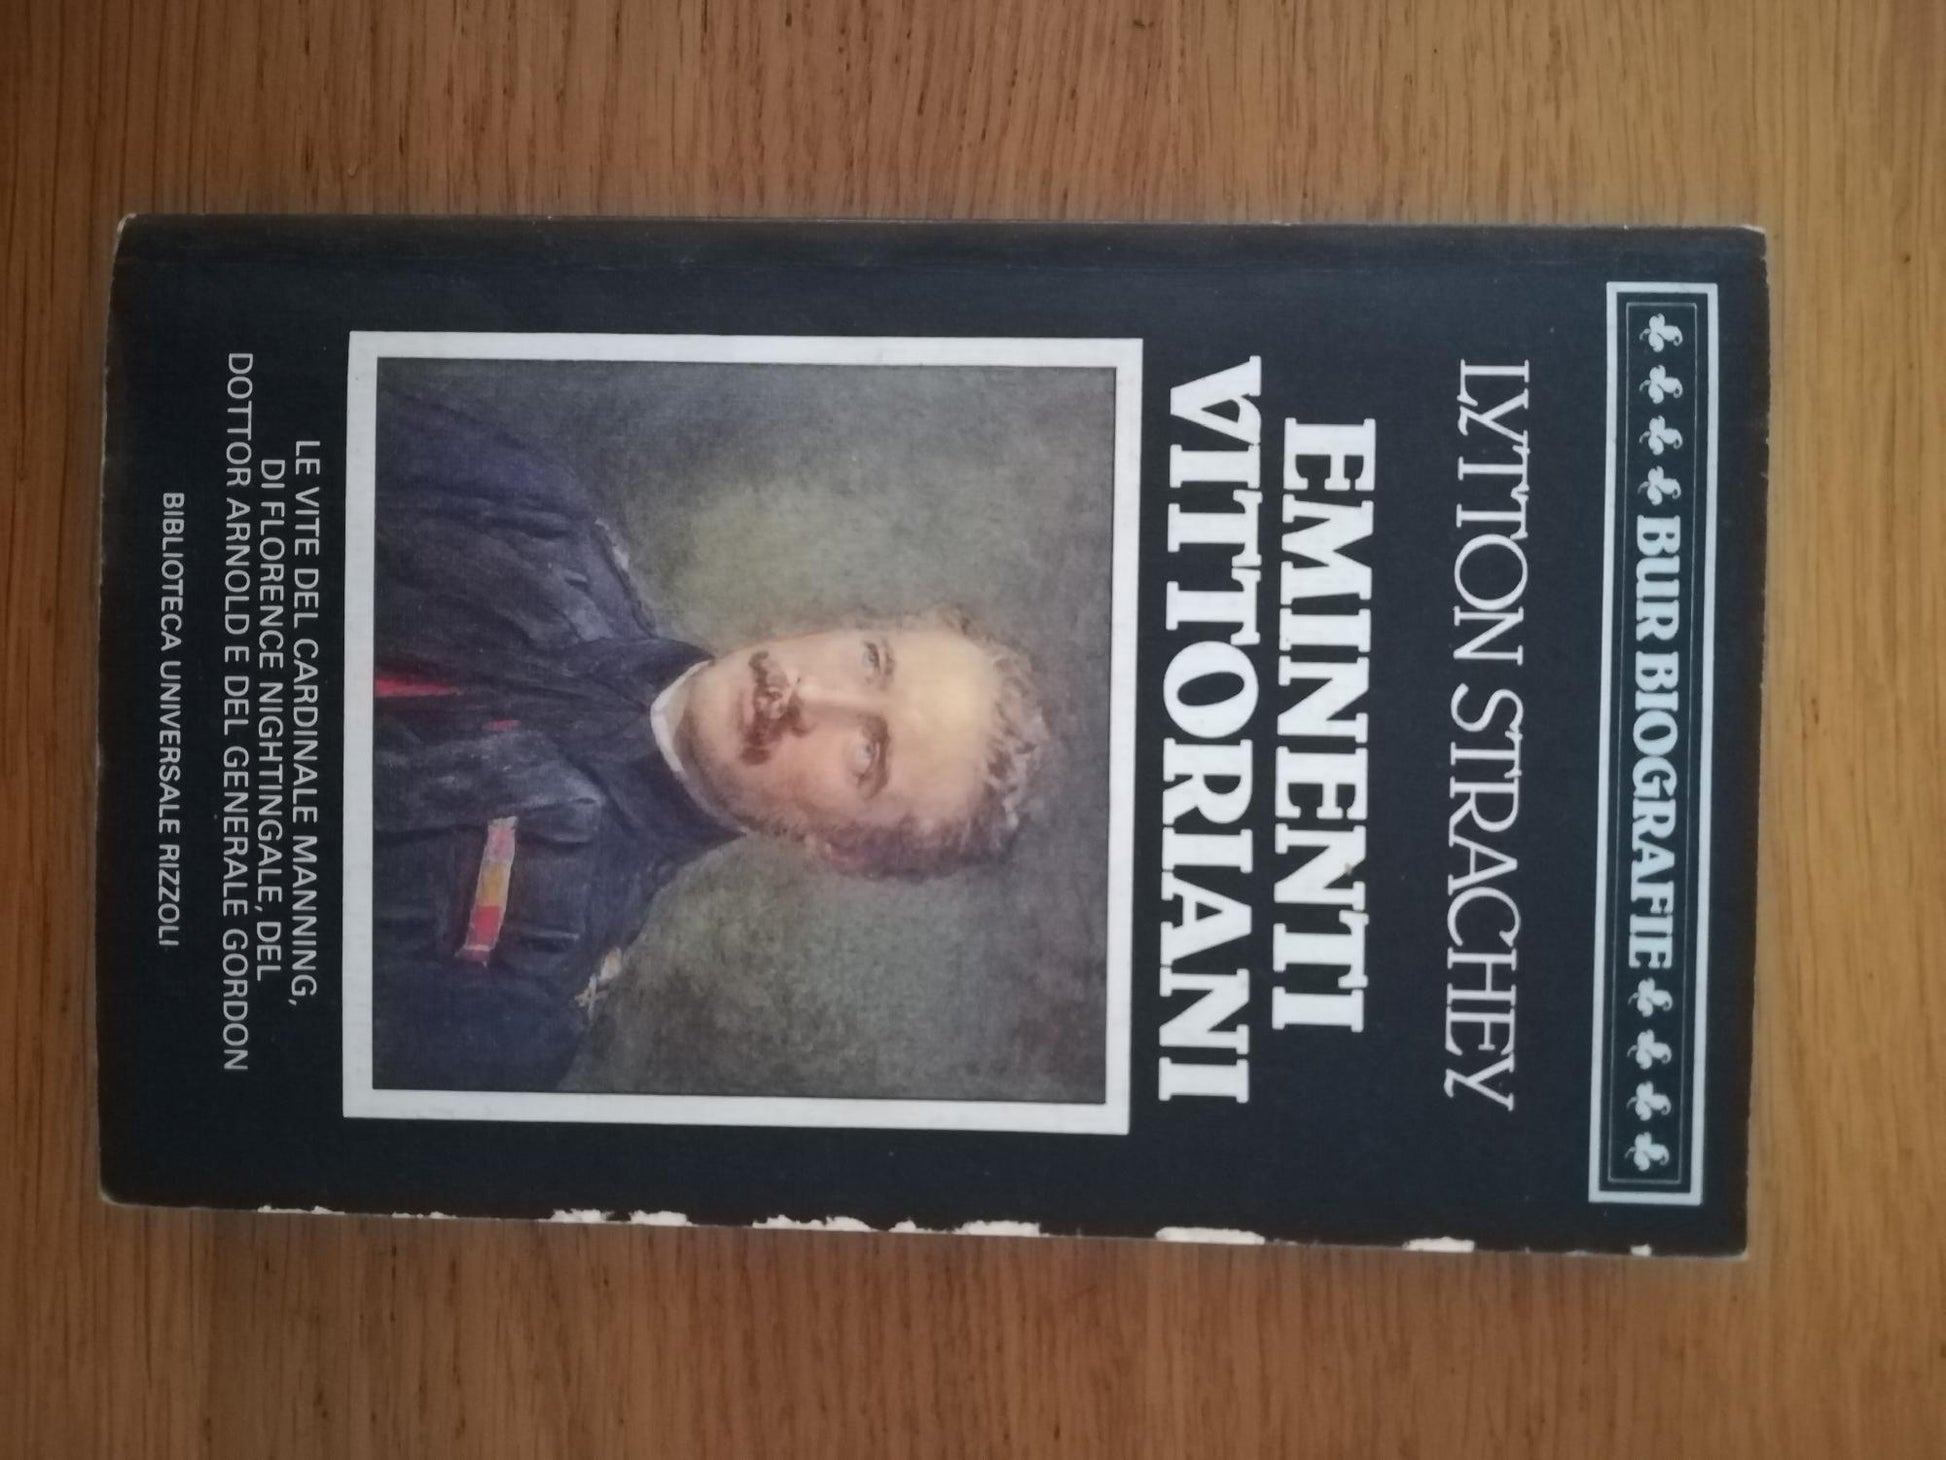 BUR BIOGRAFIE
LYTTON STRACHEY
EMINENTI
VITTORIANI
LE VITE DEL CARDINALE MANNING,
DI FLORENCE NIGHTINGALE, DEL
DOTTOR ARNOLD E DEL GENERALE GORDON
BIBLIOTECA UNIVERSALE RIZZOLI